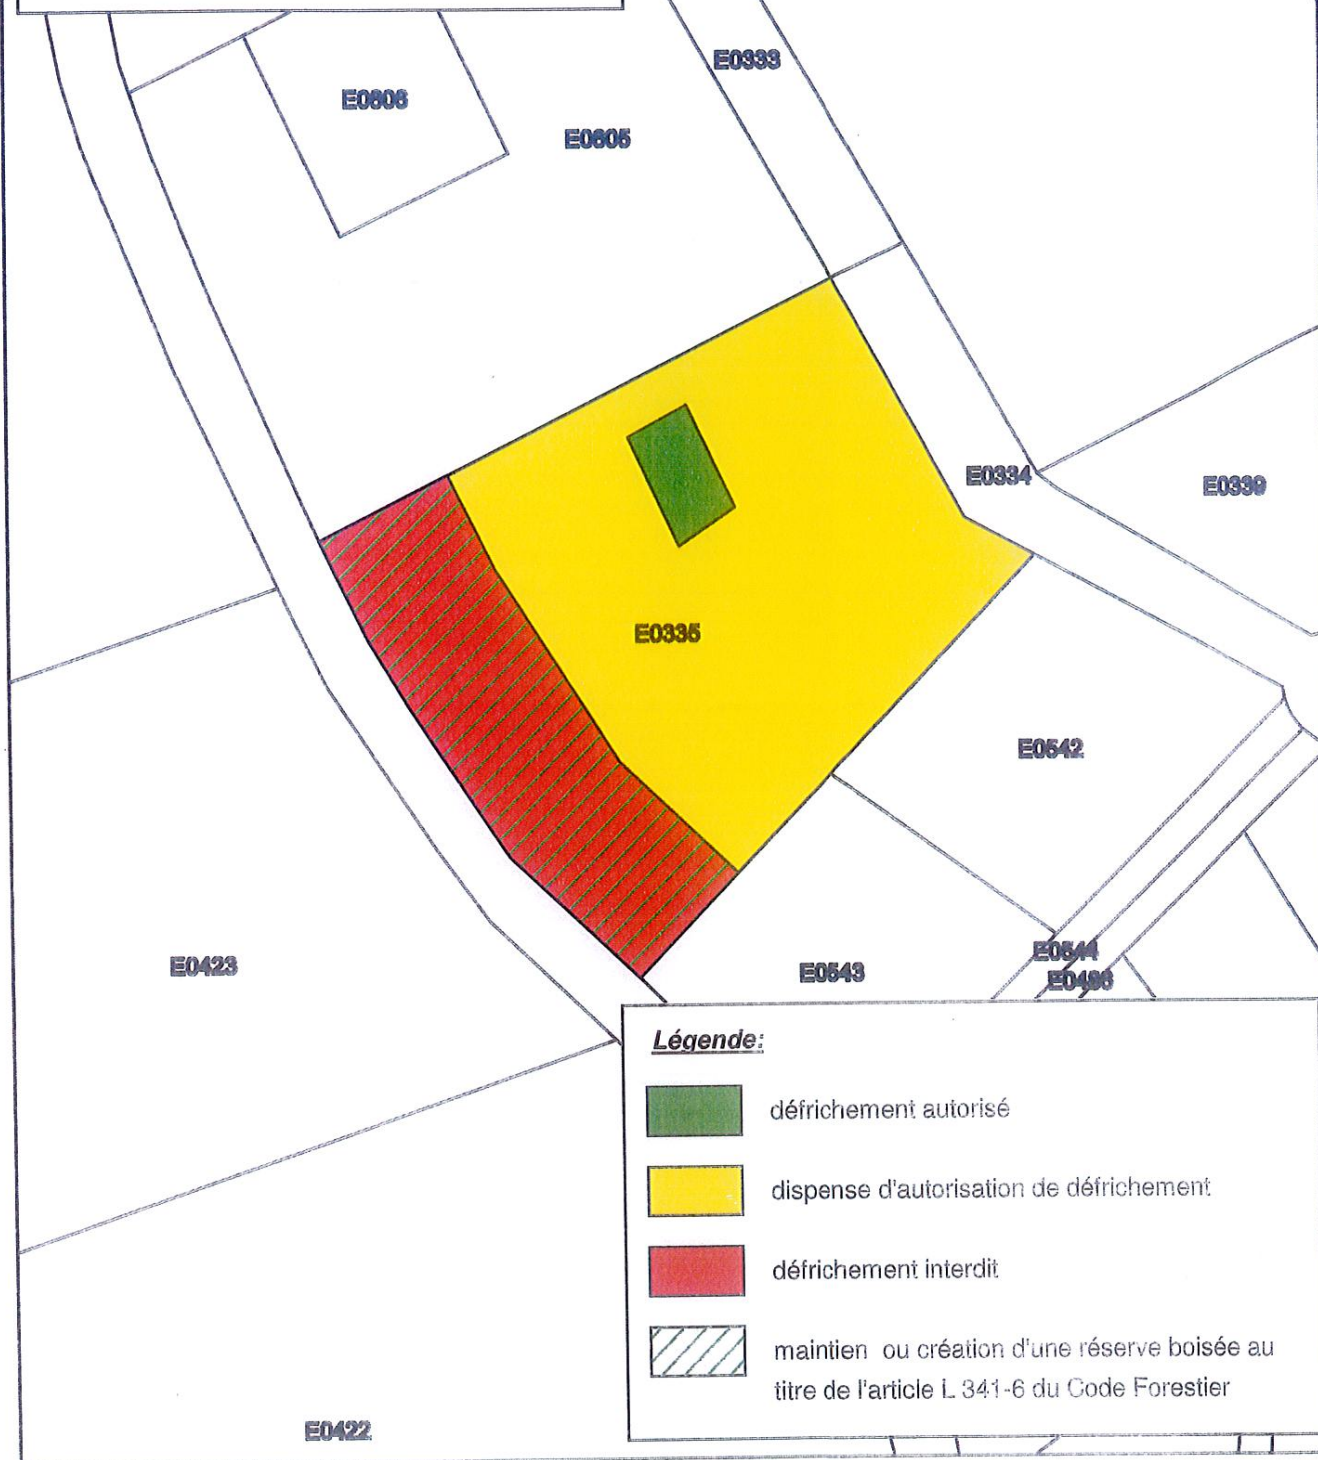 E0333
E0606
E0605
E0334
E0339
E0335
E0542
E0423
E0544
E0543
E0486
Légende:
défrichement autorisé
dispense d'autorisation de défrichement
défrichement interdit
maintien ou création d'une réserve boisée au
titre de l'article L 341-6 du Code Forestier
E0422